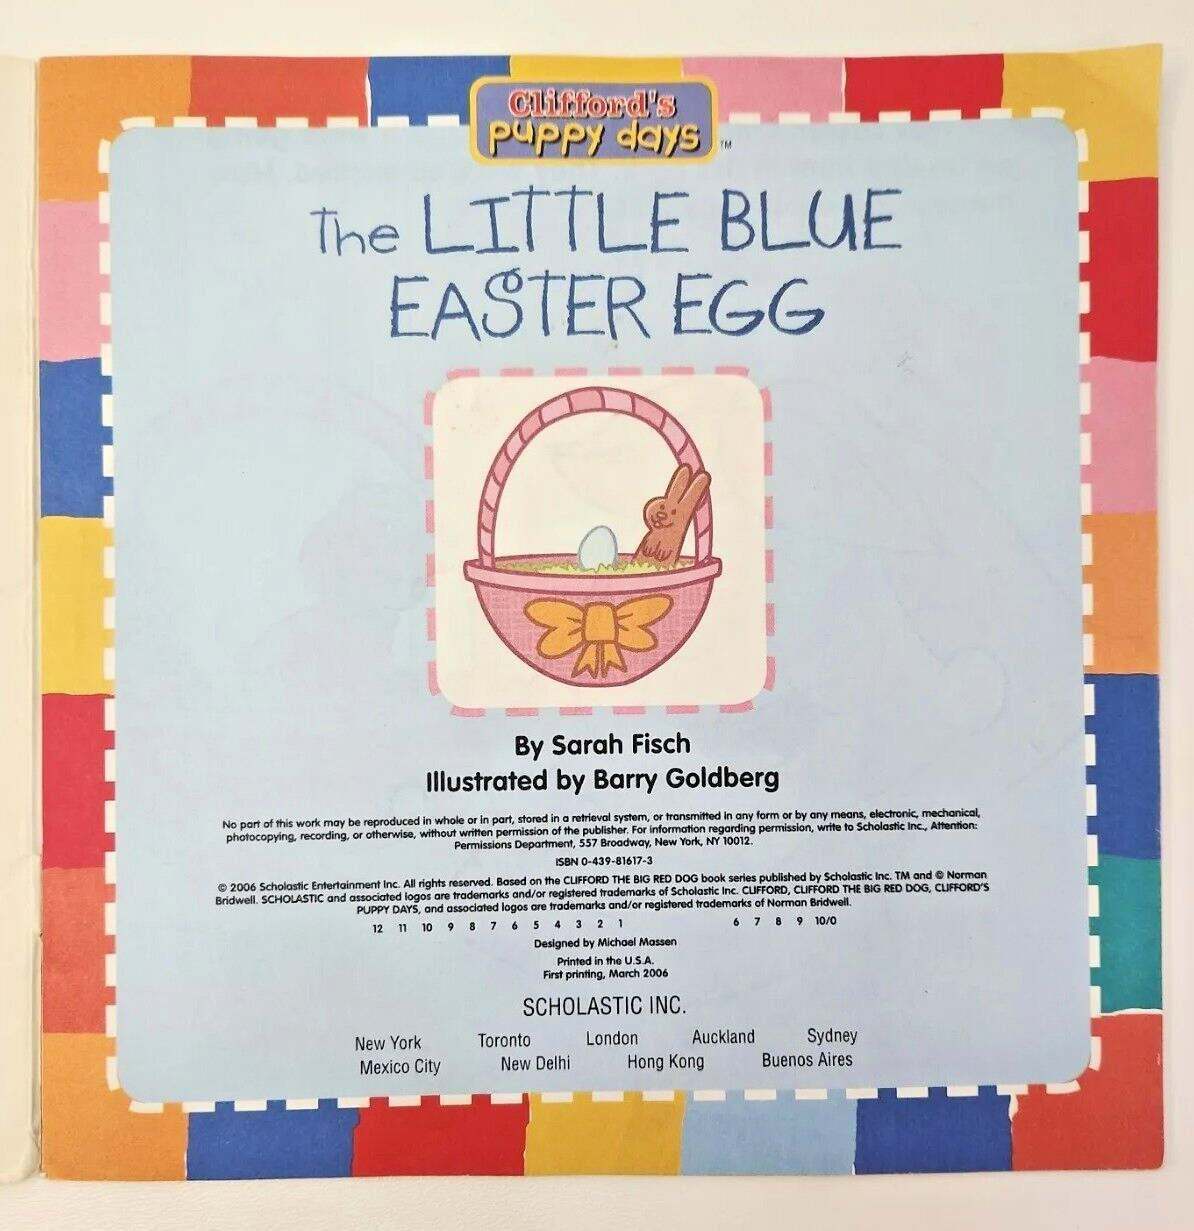 Clifford's
puppy days™
The LITTLE BLUE
EASTER EGG
By Sarah Fisch
Illustrated by Barry Goldberg
No part of this work may be reproduced in whole or in part, stored in a retrieval system, or transmitted in any form or by any means, electronic, mechanical,
photocopying, recording, or otherwise, without written permission of the publisher. For information regarding permission, write to Scholastic Inc., Attention:
Permissions Department, 557 Broadway, New York, NY 10012.
ISBN 0-439-81617-3
© 2006 Scholastic Entertainment Inc. All rights reserved. Based on the CLIFFORD THE BIG RED DOG book series published by Scholastic Inc. TM and © Norman
Bridwell. SCHOLASTIC and associated logos are trademarks and/or registered trademarks of Scholastic Inc. CLIFFORD, CLIFFORD THE BIG RED DOG, CLIFFORD'S
PUPPY DAYS, and associated logos are trademarks and/or registered trademarks of Norman Bridwell.
12 11 10 9 8 7 6 5 4 3 2 1 6 7 8 9 10/0
Designed by Michael Massen
Printed in the U.S.A.
First printing, March 2006
SCHOLASTIC INC.
New York Toronto London Auckland Sydney
Mexico City New Delhi Hong Kong Buenos Aires